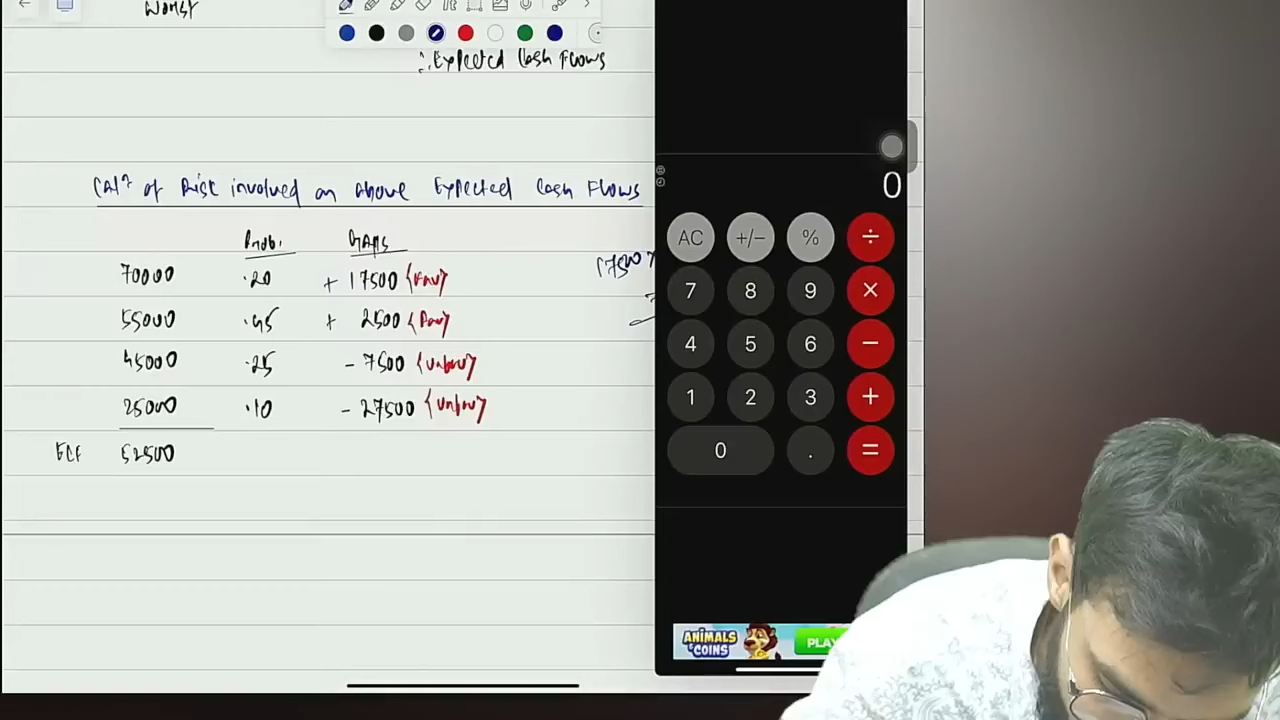 Worst
∴ Expected Cash Flows
Calⁿ of Risk involved on above Expected Cash Flows
Prob. Gaps
70000 .20 + 17500 {Fav}
55000 .45 + 2500 {Fav}
45000 .25 - 7500 {Unfav}
25000 .10 - 27500 {Unfav}
ECF 52500
0
AC +/− % ÷
7 8 9 ×
4 5 6 −
1 2 3 +
0 . =
ANIMALS
& COINS
PLAY